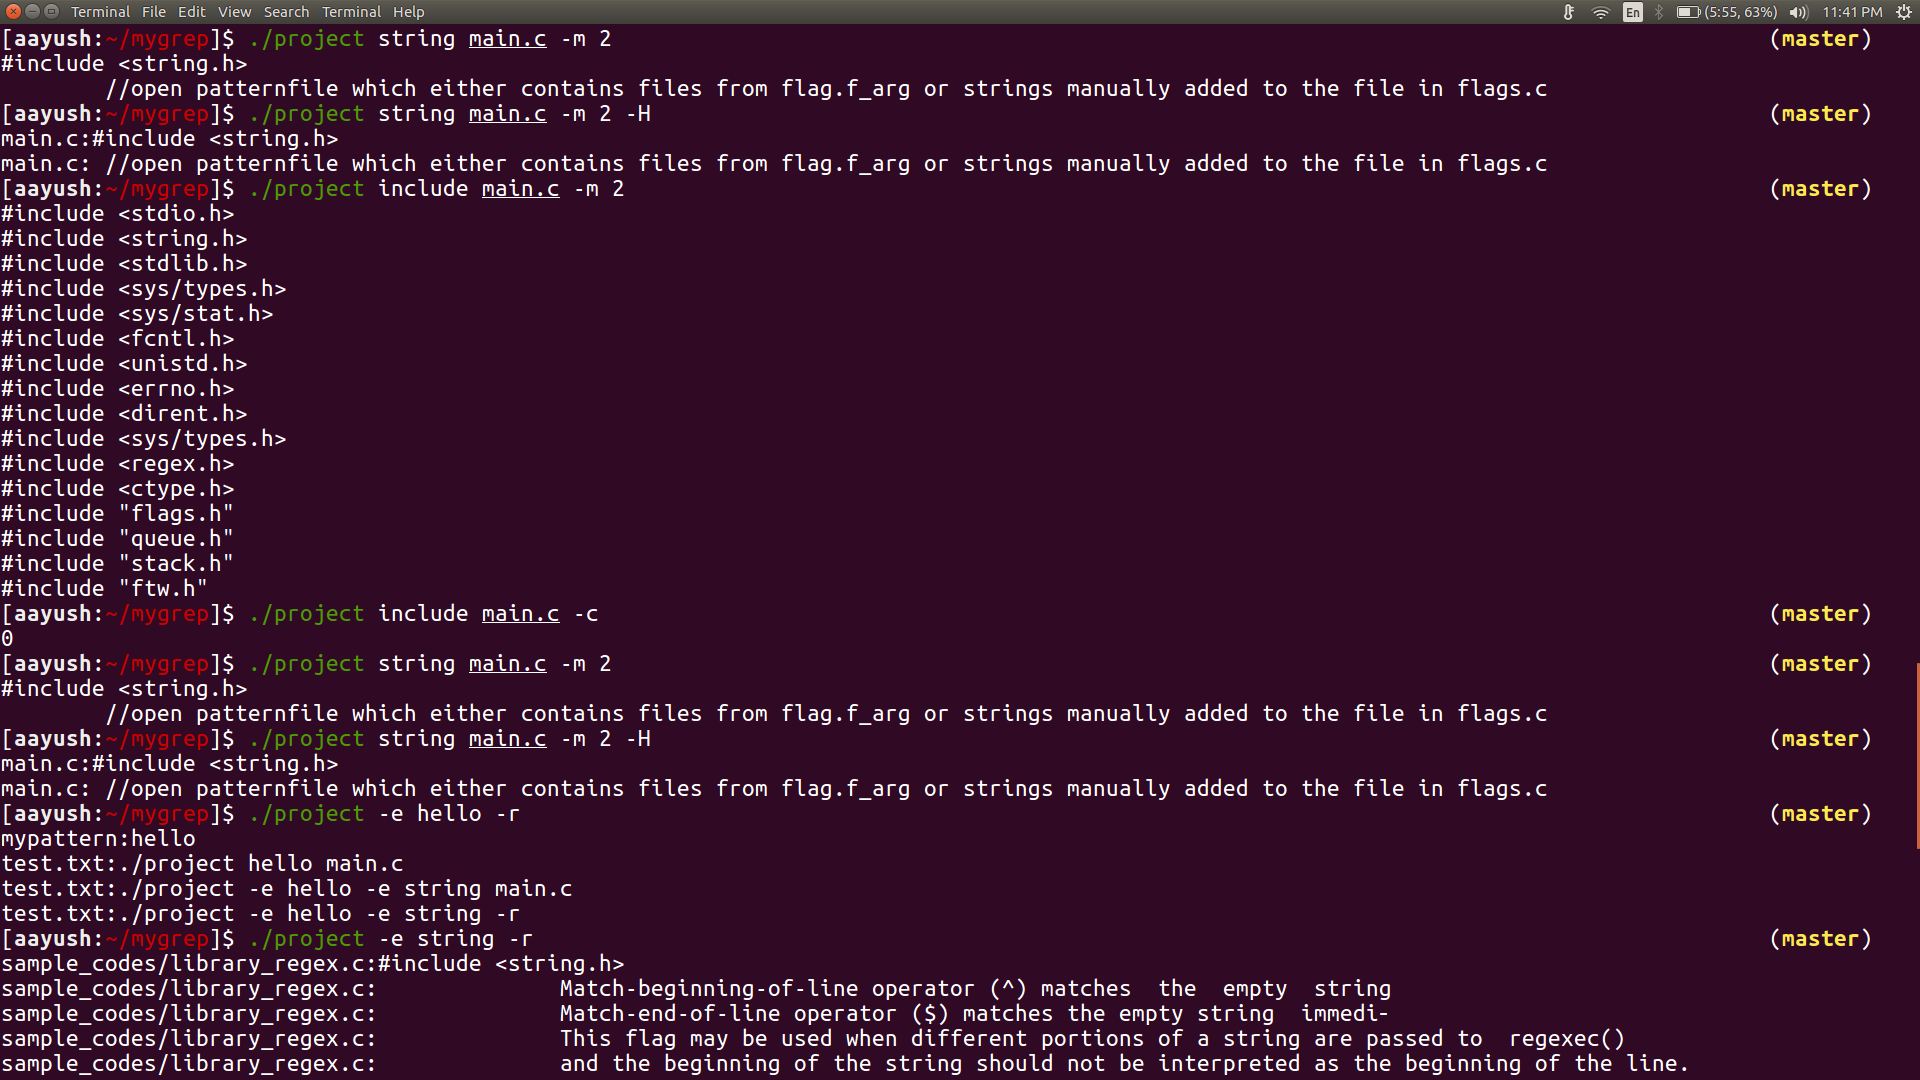 Terminal File Edit View Search Terminal Help En (5:55, 63%) 11:41 PM
[aayush:~/mygrep]$ ./project string main.c -m 2 (master)
#include <string.h>
        //open patternfile which either contains files from flag.f_arg or strings manually added to the file in flags.c
[aayush:~/mygrep]$ ./project string main.c -m 2 -H (master)
main.c:#include <string.h>
main.c: //open patternfile which either contains files from flag.f_arg or strings manually added to the file in flags.c
[aayush:~/mygrep]$ ./project include main.c -m 2 (master)
#include <stdio.h>
#include <string.h>
#include <stdlib.h>
#include <sys/types.h>
#include <sys/stat.h>
#include <fcntl.h>
#include <unistd.h>
#include <errno.h>
#include <dirent.h>
#include <sys/types.h>
#include <regex.h>
#include <ctype.h>
#include "flags.h"
#include "queue.h"
#include "stack.h"
#include "ftw.h"
[aayush:~/mygrep]$ ./project include main.c -c (master)
0
[aayush:~/mygrep]$ ./project string main.c -m 2 (master)
#include <string.h>
        //open patternfile which either contains files from flag.f_arg or strings manually added to the file in flags.c
[aayush:~/mygrep]$ ./project string main.c -m 2 -H (master)
main.c:#include <string.h>
main.c: //open patternfile which either contains files from flag.f_arg or strings manually added to the file in flags.c
[aayush:~/mygrep]$ ./project -e hello -r (master)
mypattern:hello
test.txt:./project hello main.c
test.txt:./project -e hello -e string main.c
test.txt:./project -e hello -e string -r
[aayush:~/mygrep]$ ./project -e string -r (master)
sample_codes/library_regex.c:#include <string.h>
sample_codes/library_regex.c:              Match-beginning-of-line operator (^) matches  the  empty  string
sample_codes/library_regex.c:              Match-end-of-line operator ($) matches the empty string  immedi-
sample_codes/library_regex.c:              This flag may be used when different portions of a string are passed to  regexec()
sample_codes/library_regex.c:              and the beginning of the string should not be interpreted as the beginning of the line.